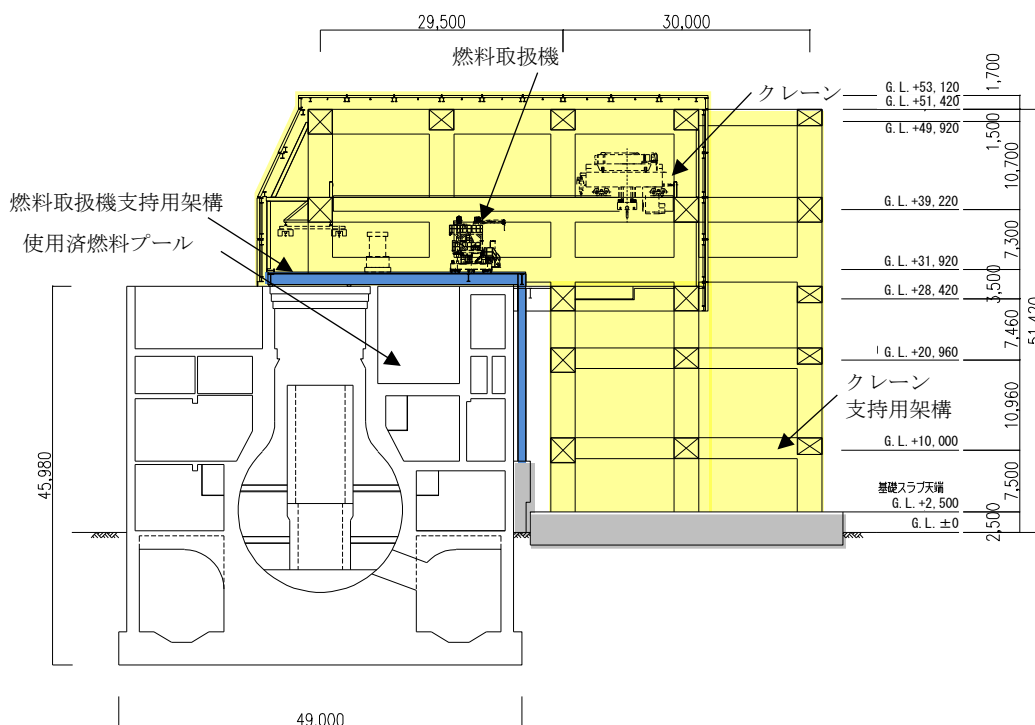 29,500
30,000
燃料取扱機
クレーン
G. L. +53,120
G. L. +51,420
G. L. +49,920
G. L. +39,220
G. L. +31,920
G. L. +28,420
G. L. +20,960
G. L. +10,000
基礎スラブ天端
G. L. +2,500
G. L. ±0
1,700
1,500
10,700
7,300
3,500
7,460
10,960
7,500
2,500
51,420
燃料取扱機支持用架構
使用済燃料プール
クレーン
支持用架構
45,980
49,000